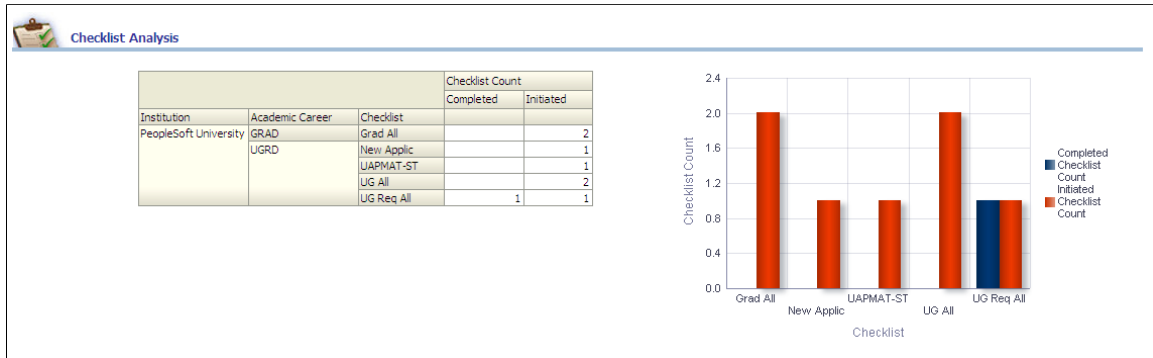 Checklist Analysis
Checklist Count
Completed Initiated
Institution Academic Career Checklist
PeopleSoft University GRAD Grad All 2
UGRD New Applic 1
UAPMAT-ST 1
UG All 2
UG Req All 1 1
2.4
2.0
1.6
1.2
0.8
0.4
0.0
Checklist Count
Grad All
New Applic
UAPMAT-ST
UG All
UG Req All
Checklist
Completed
Checklist
Count
Initiated
Checklist
Count